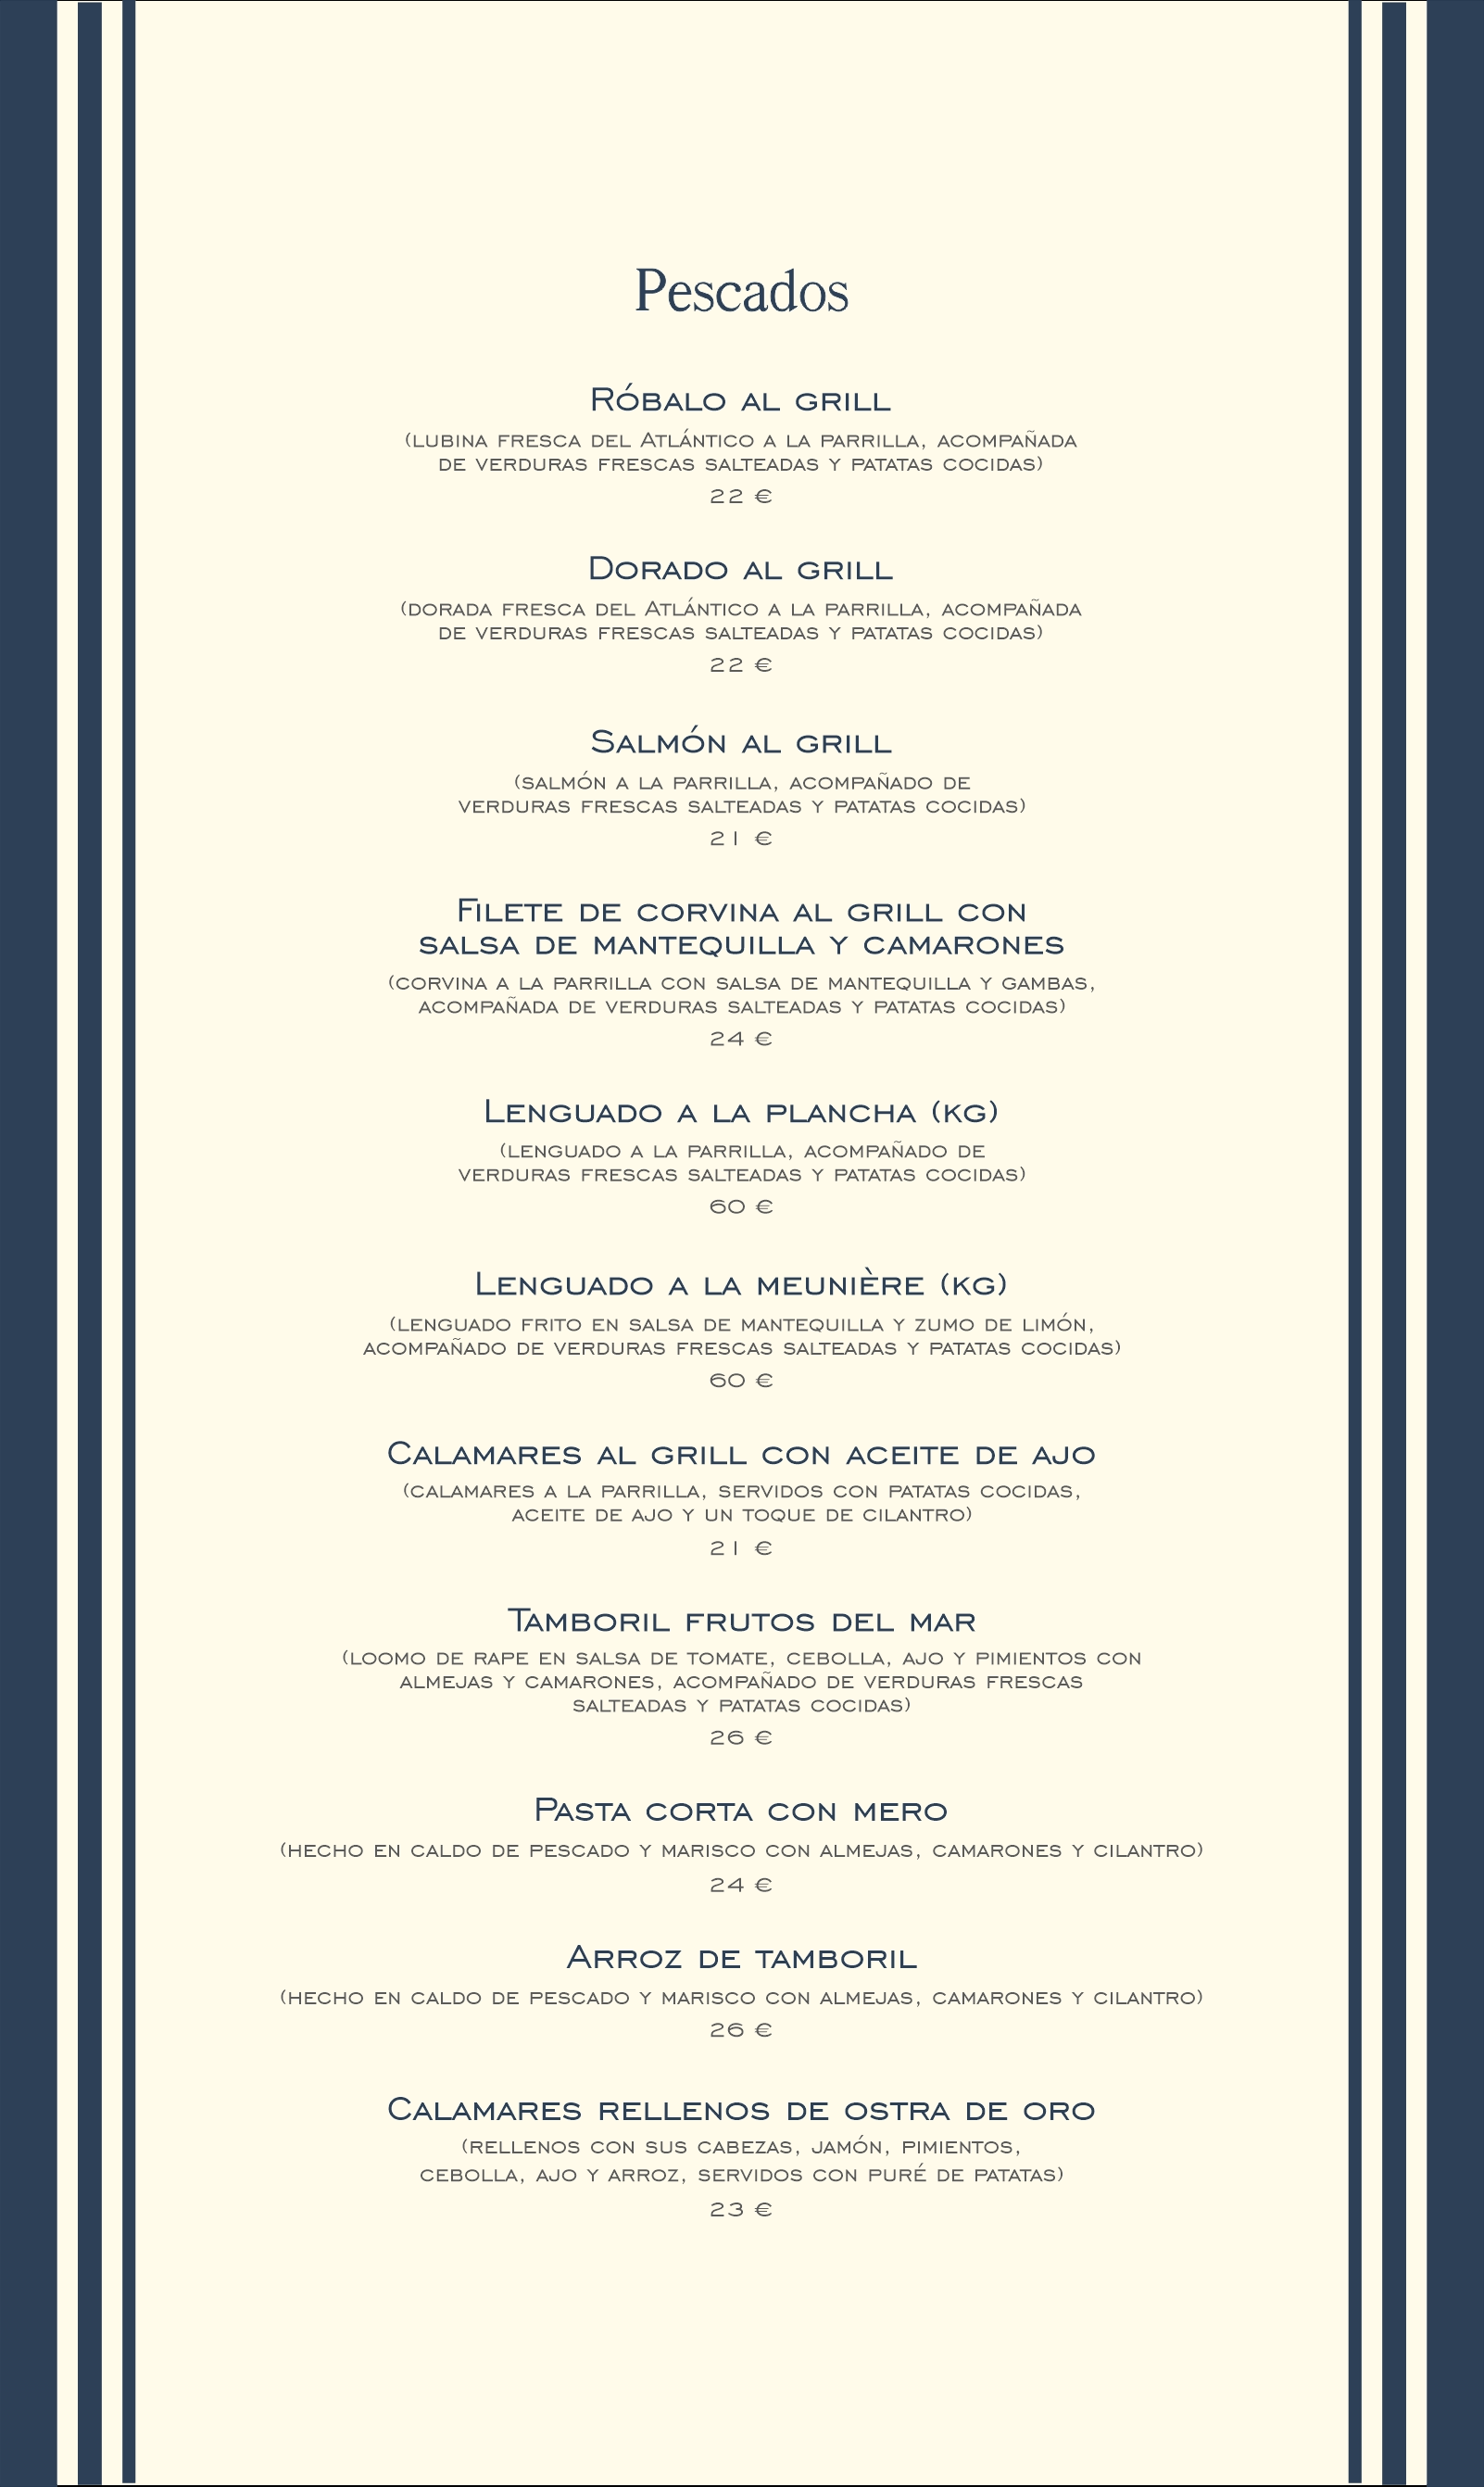 Pescados
Róbalo al grill
(lubina fresca del Atlántico a la parrilla, acompañada
de verduras frescas salteadas y patatas cocidas)
22 €
Dorado al grill
(dorada fresca del Atlántico a la parrilla, acompañada
de verduras frescas salteadas y patatas cocidas)
22 €
Salmón al grill
(salmón a la parrilla, acompañado de
verduras frescas salteadas y patatas cocidas)
21 €
Filete de corvina al grill con
salsa de mantequilla y camarones
(corvina a la parrilla con salsa de mantequilla y gambas,
acompañada de verduras salteadas y patatas cocidas)
24 €
Lenguado a la plancha (kg)
(lenguado a la parrilla, acompañado de
verduras frescas salteadas y patatas cocidas)
60 €
Lenguado a la meunière (kg)
(lenguado frito en salsa de mantequilla y zumo de limón,
acompañado de verduras frescas salteadas y patatas cocidas)
60 €
Calamares al grill con aceite de ajo
(calamares a la parrilla, servidos con patatas cocidas,
aceite de ajo y un toque de cilantro)
21 €
Tamboril frutos del mar
(loomo de rape en salsa de tomate, cebolla, ajo y pimientos con
almejas y camarones, acompañado de verduras frescas
salteadas y patatas cocidas)
26 €
Pasta corta con mero
(hecho en caldo de pescado y marisco con almejas, camarones y cilantro)
24 €
Arroz de tamboril
(hecho en caldo de pescado y marisco con almejas, camarones y cilantro)
26 €
Calamares rellenos de ostra de oro
(rellenos con sus cabezas, jamón, pimientos,
cebolla, ajo y arroz, servidos con puré de patatas)
23 €